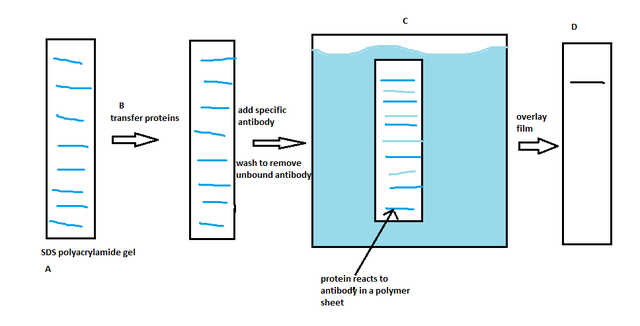 C
D
B
transfer proteins
add specific
antibody
wash to remove
unbound antibody
overlay
film
SDS polyacrylamide gel
A
protein reacts to
antibody in a polymer
sheet